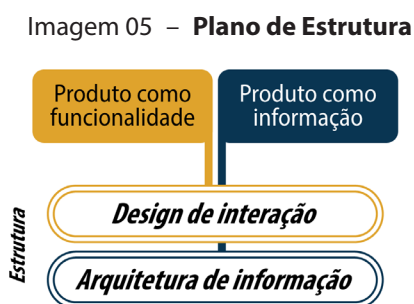 Imagem 05 – Plano de Estrutura
Produto como
funcionalidade
Produto como
informação
Estrutura
Design de interação
Arquitetura de informação